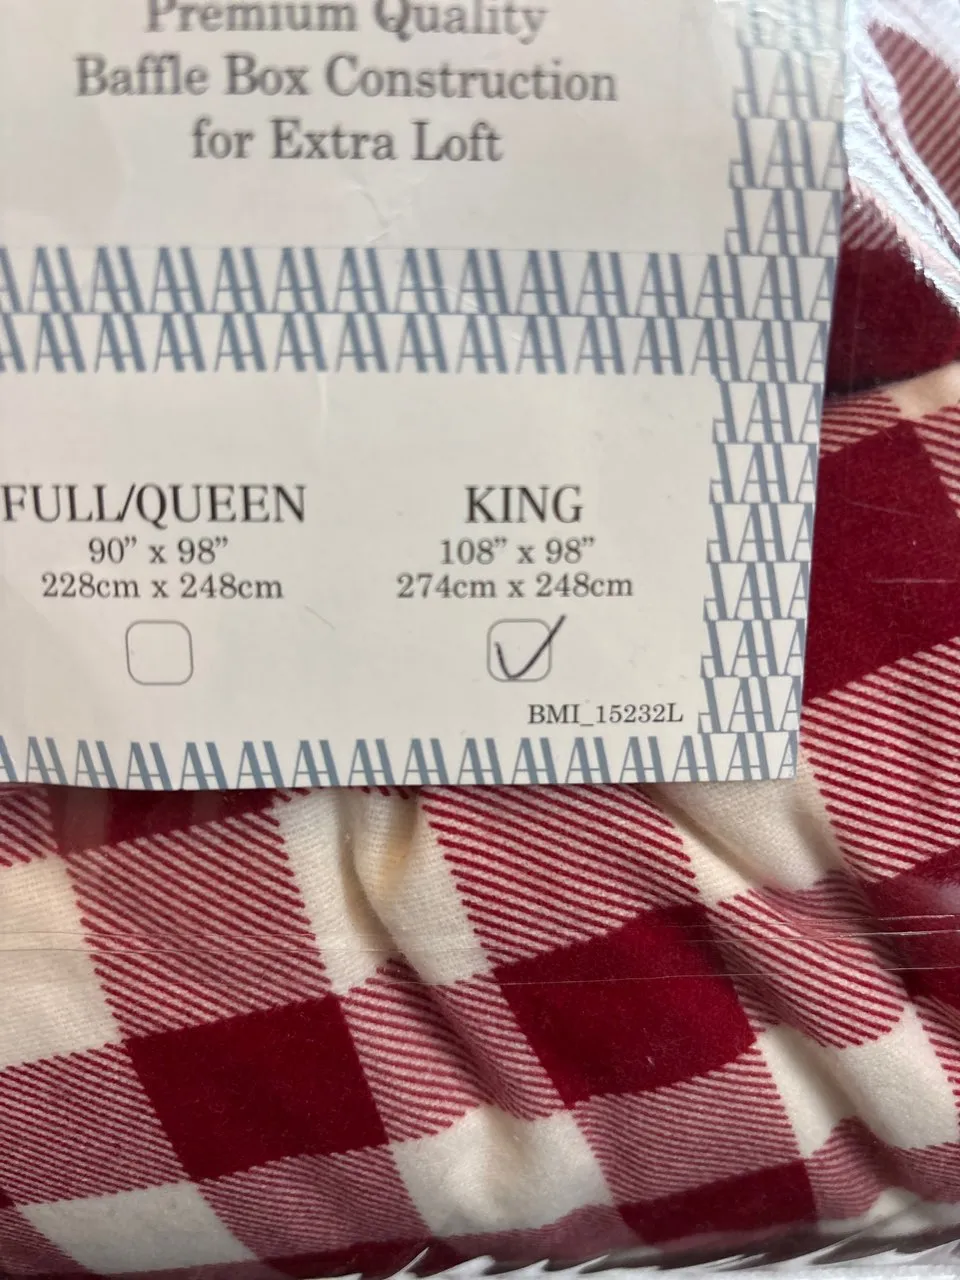 Premium Quality
Baffle Box Construction
for Extra Loft
FULL/QUEEN
90” x 98”
228cm x 248cm
KING
108” x 98”
274cm x 248cm
BMI_15232L